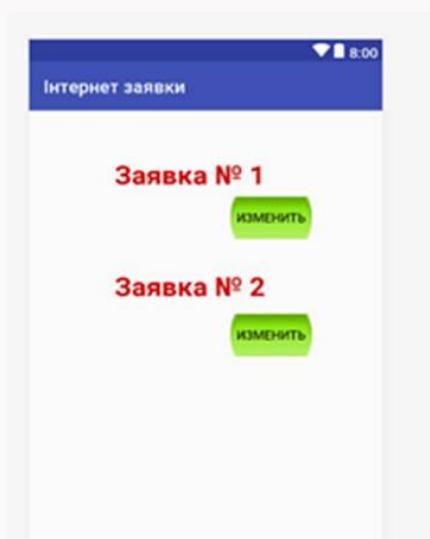 8:00
Інтернет заявки
Заявка № 1
ИЗМЕНИТЬ
Заявка № 2
ИЗМЕНИТЬ